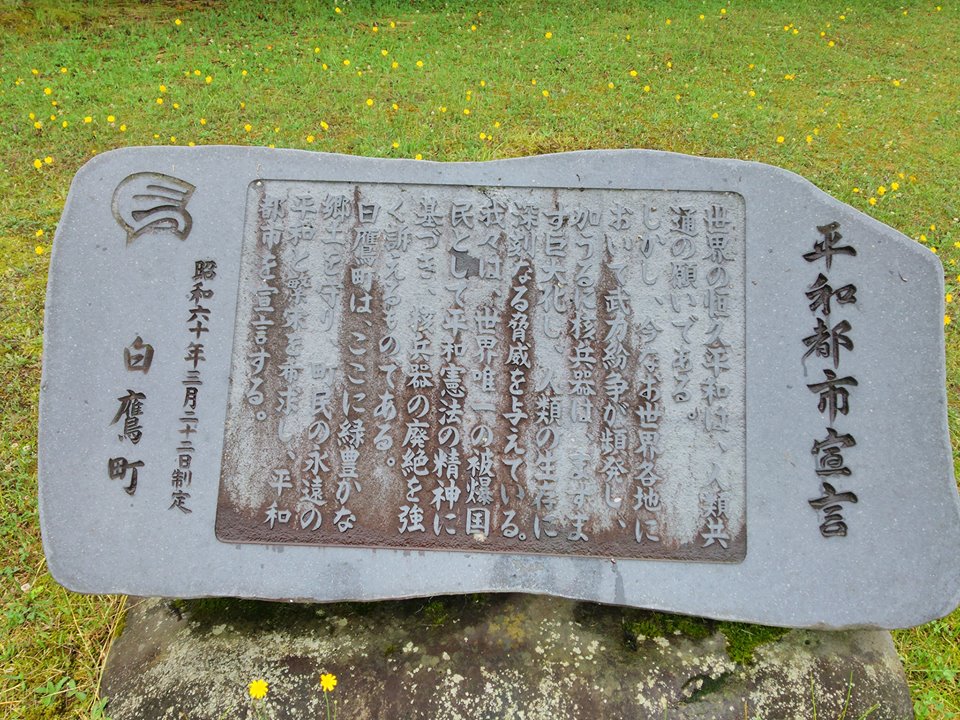 平和都市宣言
世界の恒久平和は、人類共
通の願いである。
しかし、今なお世界各地に
おいて武力紛争が頻発し、
加うるに核兵器は、ますま
す巨大化し、人類の生存に
深刻なる脅威を与えている。
我々は、世界唯一の被爆国
民として平和憲法の精神に
基づき、核兵器の廃絶を強
く訴えるものである。
白鷹町は、ここに緑豊かな
郷土を守り、町民の永遠の
平和と繁栄を希求し、平和
都市を宣言する。
昭和六十年三月二十二日制定
白鷹町